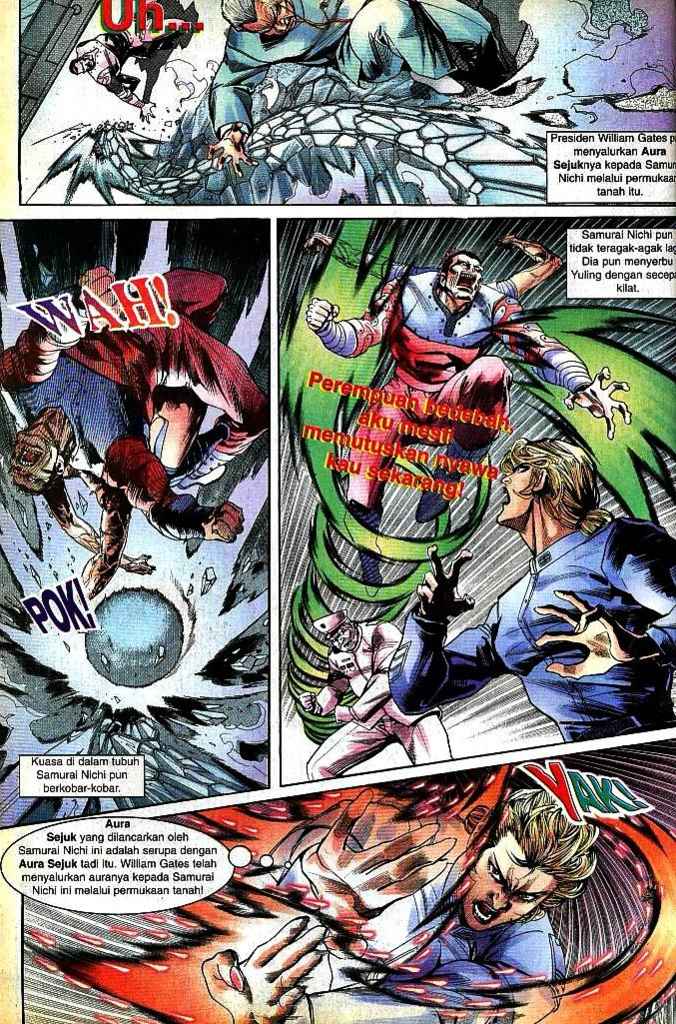 Uh...
Presiden William Gates p
menyalurkan Aura
Sejuknya kepada Samu
Nichi melalui permukaan
tanah itu.
WAH!
POK!
Kuasa di dalam tubuh
Samurai Nichi pun
berkobar-kobar.
Samurai Nichi pun
tidak teragak-agak la
Dia pun menyerbu
Yuling dengan secepa
kilat.
Perempuan bedebah,
aku mesti
memutuskan nyawa
kau sekarang!
YAK!
Aura
Sejuk yang dilancarkan oleh
Samurai Nichi ini adalah serupa dengan
Aura Sejuk tadi itu. William Gates telah
menyalurkan auranya kepada Samurai
Nichi ini melalui permukaan tanah!